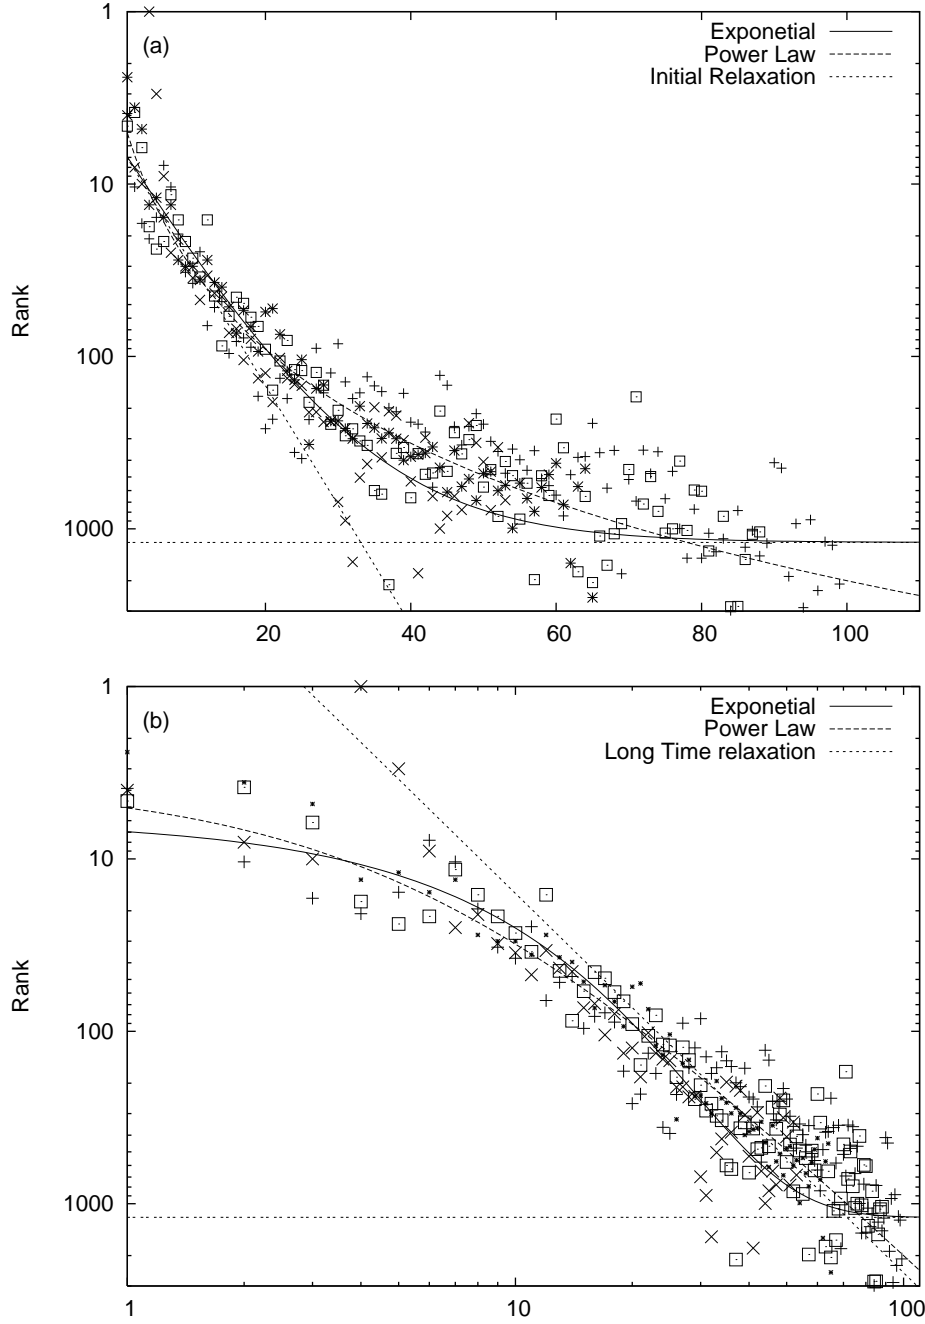 1
(a)
Exponetial
Power Law
Initial Relaxation
10
Rank
100
1000
20
40
60
80
100
1
(b)
Exponetial
Power Law
Long Time relaxation
10
Rank
100
1000
1
10
100